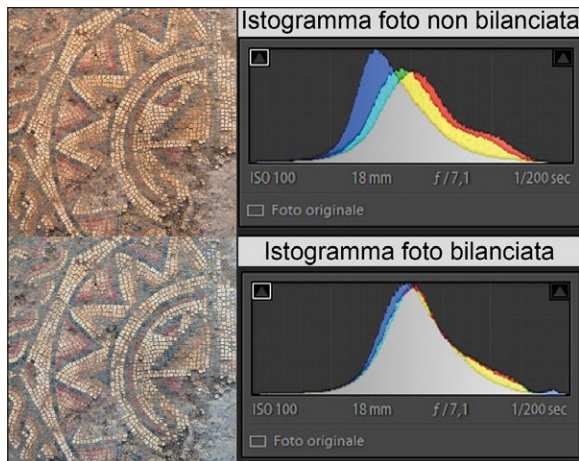 Istogramma foto non bilanciata
ISO 100 18 mm ƒ / 7,1 1/200 sec
Foto originale
Istogramma foto bilanciata
ISO 100 18 mm ƒ / 7,1 1/200 sec
Foto originale